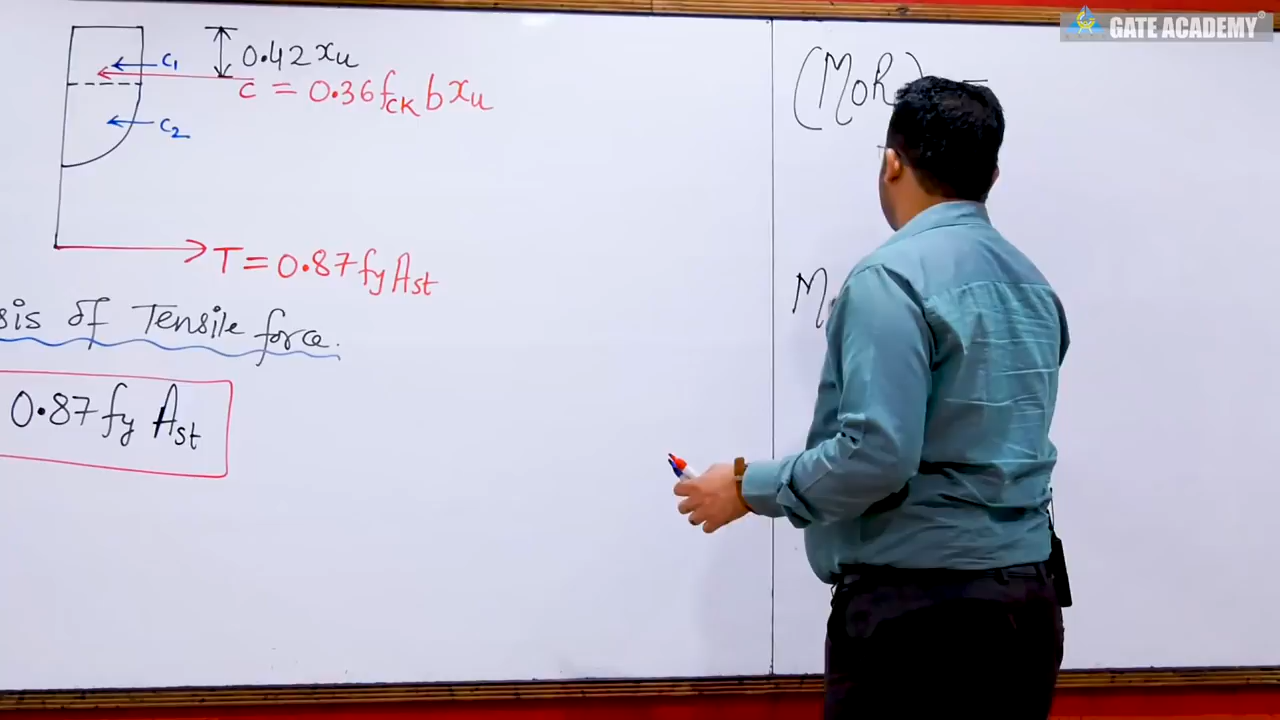 GATE ACADEMY
C₁
0.42 xu
C = 0.36 fCK b xu
C₂
T = 0.87 fy Ast
sis of Tensile force.
0.87 fy Ast
(MoR) =
M